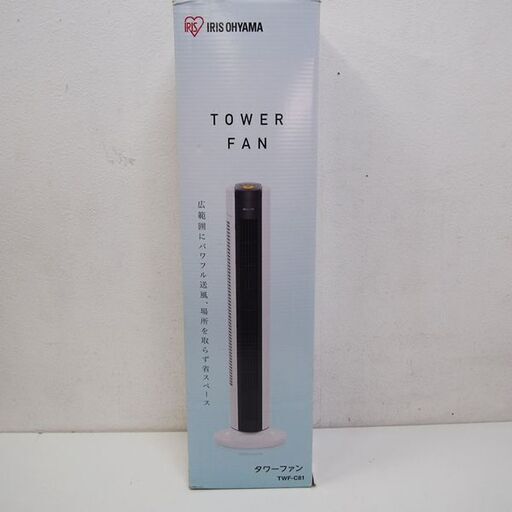 IRIS
IRIS OHYAMA
TOWER
FAN
広範囲にパワフル送風、場所を取らず省スペース
タワーファン
TWF-C81